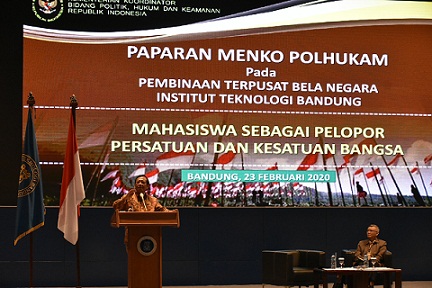 KEMENTERIAN KOORDINATOR
BIDANG POLITIK, HUKUM DAN KEAMANAN
REPUBLIK INDONESIA
PAPARAN MENKO POLHUKAM
Pada
PEMBINAAN TERPUSAT BELA NEGARA
INSTITUT TEKNOLOGI BANDUNG
MAHASISWA SEBAGAI PELOPOR
PERSATUAN DAN KESATUAN BANGSA
BANDUNG, 23 FEBRUARI 2020